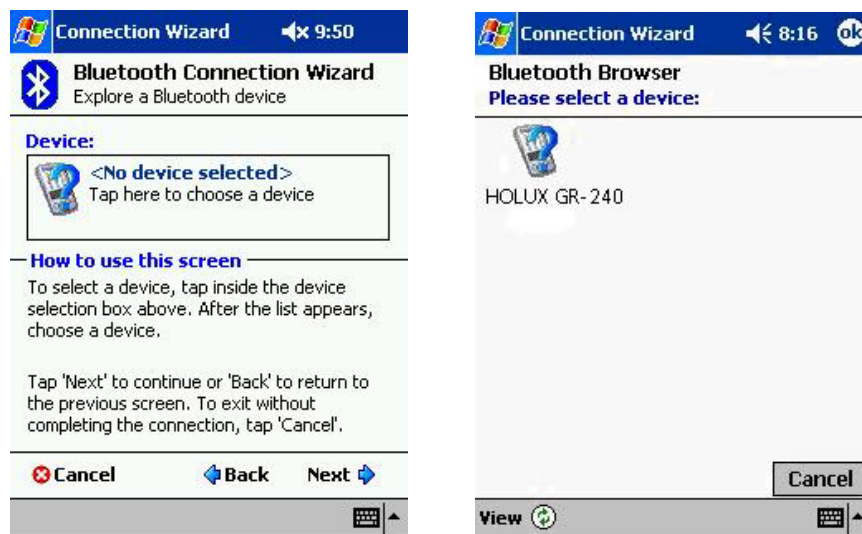 Connection Wizard 9:50
Bluetooth Connection Wizard
Explore a Bluetooth device
Device:
<No device selected>
Tap here to choose a device
How to use this screen
To select a device, tap inside the device
selection box above. After the list appears,
choose a device.
Tap 'Next' to continue or 'Back' to return to
the previous screen. To exit without
completing the connection, tap 'Cancel'.
Cancel Back Next
Connection Wizard 8:16 ok
Bluetooth Browser
Please select a device:
HOLUX GR-240
Cancel
View